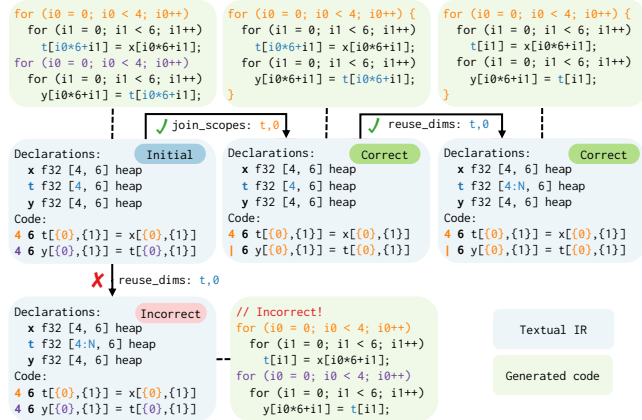 for (i0 = 0; i0 < 4; i0++)
for (i1 = 0; i1 < 6; i1++)
t[i0*6+i1] = x[i0*6+i1];
for (i0 = 0; i0 < 4; i0++)
for (i1 = 0; i1 < 6; i1++)
y[i0*6+i1] = t[i0*6+i1];
for (i0 = 0; i0 < 4; i0++) {
for (i1 = 0; i1 < 6; i1++)
t[i0*6+i1] = x[i0*6+i1];
for (i1 = 0; i1 < 6; i1++)
y[i0*6+i1] = t[i0*6+i1];
}
for (i0 = 0; i0 < 4; i0++) {
for (i1 = 0; i1 < 6; i1++)
t[i1] = x[i0*6+i1];
for (i1 = 0; i1 < 6; i1++)
y[i0*6+i1] = t[i1];
}
✓ join_scopes: t,0
✓ reuse_dims: t,0
Declarations: Initial
x f32 [4, 6] heap
t f32 [4, 6] heap
y f32 [4, 6] heap
Code:
4 6 t[{0},{1}] = x[{0},{1}]
4 6 y[{0},{1}] = t[{0},{1}]
Declarations: Correct
x f32 [4, 6] heap
t f32 [4, 6] heap
y f32 [4, 6] heap
Code:
4 6 t[{0},{1}] = x[{0},{1}]
| 6 y[{0},{1}] = t[{0},{1}]
Declarations: Correct
x f32 [4, 6] heap
t f32 [4:N, 6] heap
y f32 [4, 6] heap
Code:
4 6 t[{0},{1}] = x[{0},{1}]
| 6 y[{0},{1}] = t[{0},{1}]
✗ reuse_dims: t,0
Declarations: Incorrect
x f32 [4, 6] heap
t f32 [4:N, 6] heap
y f32 [4, 6] heap
Code:
4 6 t[{0},{1}] = x[{0},{1}]
4 6 y[{0},{1}] = t[{0},{1}]
// Incorrect!
for (i0 = 0; i0 < 4; i0++)
for (i1 = 0; i1 < 6; i1++)
t[i1] = x[i0*6+i1];
for (i0 = 0; i0 < 4; i0++)
for (i1 = 0; i1 < 6; i1++)
y[i0*6+i1] = t[i1];
Textual IR
Generated code